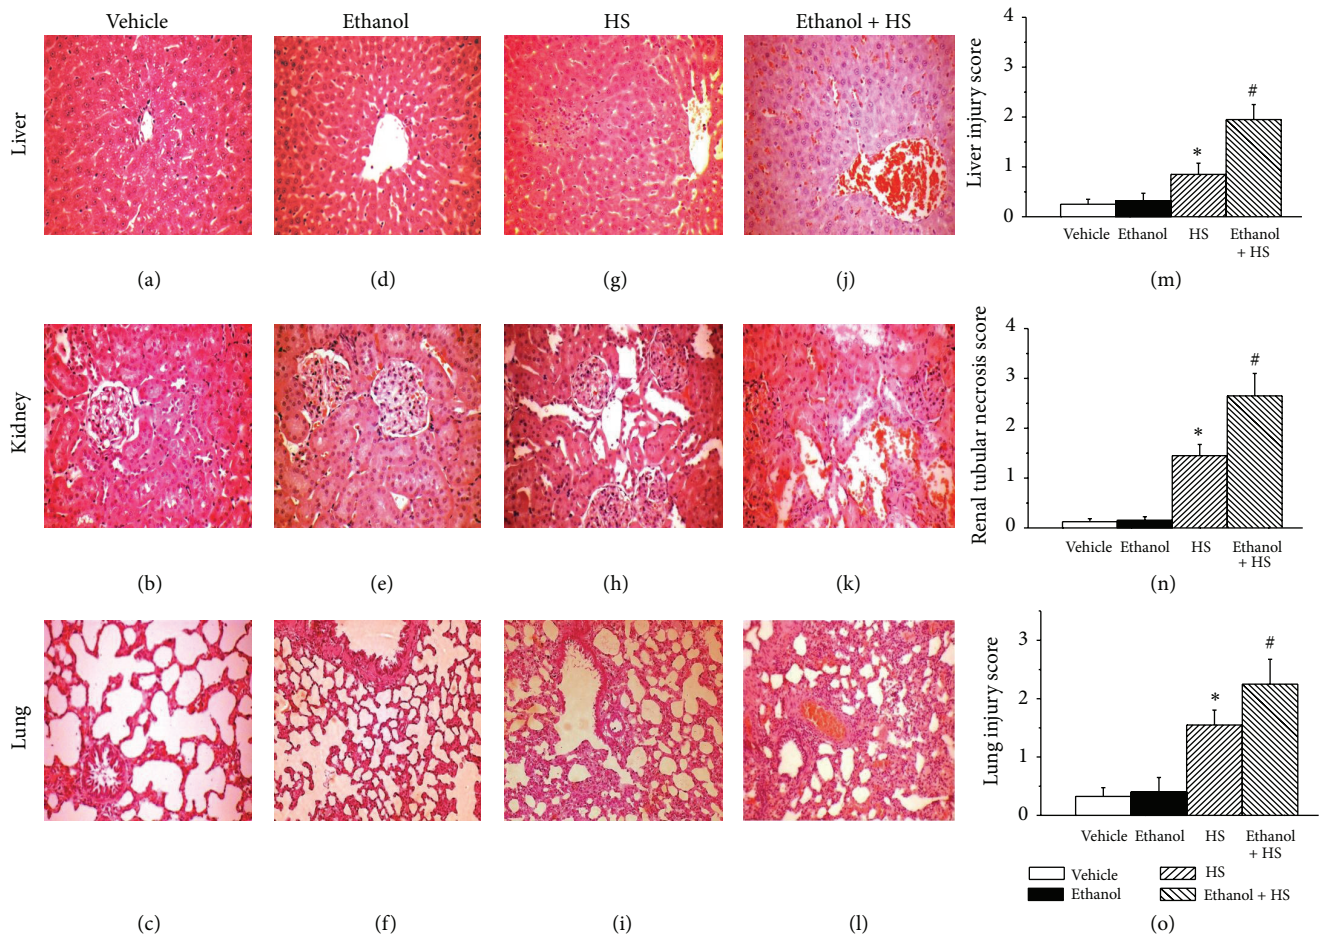 Vehicle
Ethanol
HS
Ethanol + HS
Liver
(a)
(d)
(g)
(j)
Liver injury score
4
3
2
1
0
*
#
Vehicle
Ethanol
HS
Ethanol
+ HS
(m)
Kidney
(b)
(e)
(h)
(k)
Renal tubular necrosis score
4
3
2
1
0
*
#
Vehicle
Ethanol
HS
Ethanol
+ HS
(n)
Lung
(c)
(f)
(i)
(l)
Lung injury score
3
2
1
0
*
#
Vehicle
Ethanol
HS
Ethanol
+ HS
Vehicle
HS
Ethanol
Ethanol + HS
(o)